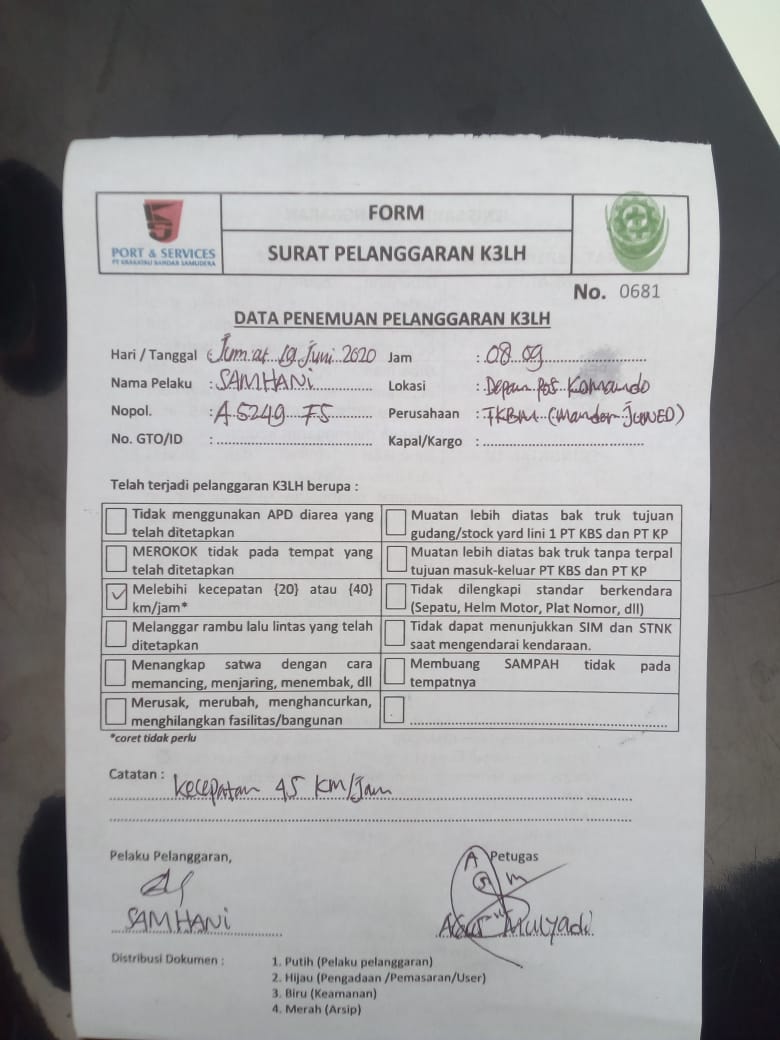 FORM
PORT & SERVICES
PT KRAKATAU BANDAR SAMUDERA
SURAT PELANGGARAN K3LH
No. 0681
DATA PENEMUAN PELANGGARAN K3LH
Hari / Tanggal Jum'at 19 Juni 2020 Jam : 08.09
Nama Pelaku : SAMHANI Lokasi : Depan Pos Komando
Nopol. : A 5249 FS Perusahaan : TKBM (Mandor JUNED)
No. GTO/ID : Kapal/Kargo :
Telah terjadi pelanggaran K3LH berupa :
Tidak menggunakan APD diarea yang
telah ditetapkan
Muatan lebih diatas bak truk tujuan
gudang/stock yard lini 1 PT KBS dan PT KP
MEROKOK tidak pada tempat yang
telah ditetapkan
Muatan lebih diatas bak truk tanpa terpal
tujuan masuk-keluar PT KBS dan PT KP
Melebihi kecepatan {20} atau {40}
km/jam*
Tidak dilengkapi standar berkendara
(Sepatu, Helm Motor, Plat Nomor, dll)
Melanggar rambu lalu lintas yang telah
ditetapkan
Tidak dapat menunjukkan SIM dan STNK
saat mengendarai kendaraan.
Menangkap satwa dengan cara
memancing, menjaring, menembak, dll
Membuang SAMPAH tidak pada
tempatnya
Merusak, merubah, menghancurkan,
menghilangkan fasilitas/bangunan
*coret tidak perlu
Catatan : Kecepatan 45 KM/Jam
Pelaku Pelanggaran,
SAMHANI
Petugas
Mulyadi
Distribusi Dokumen :
1. Putih (Pelaku pelanggaran)
2. Hijau (Pengadaan /Pemasaran/User)
3. Biru (Keamanan)
4. Merah (Arsip)